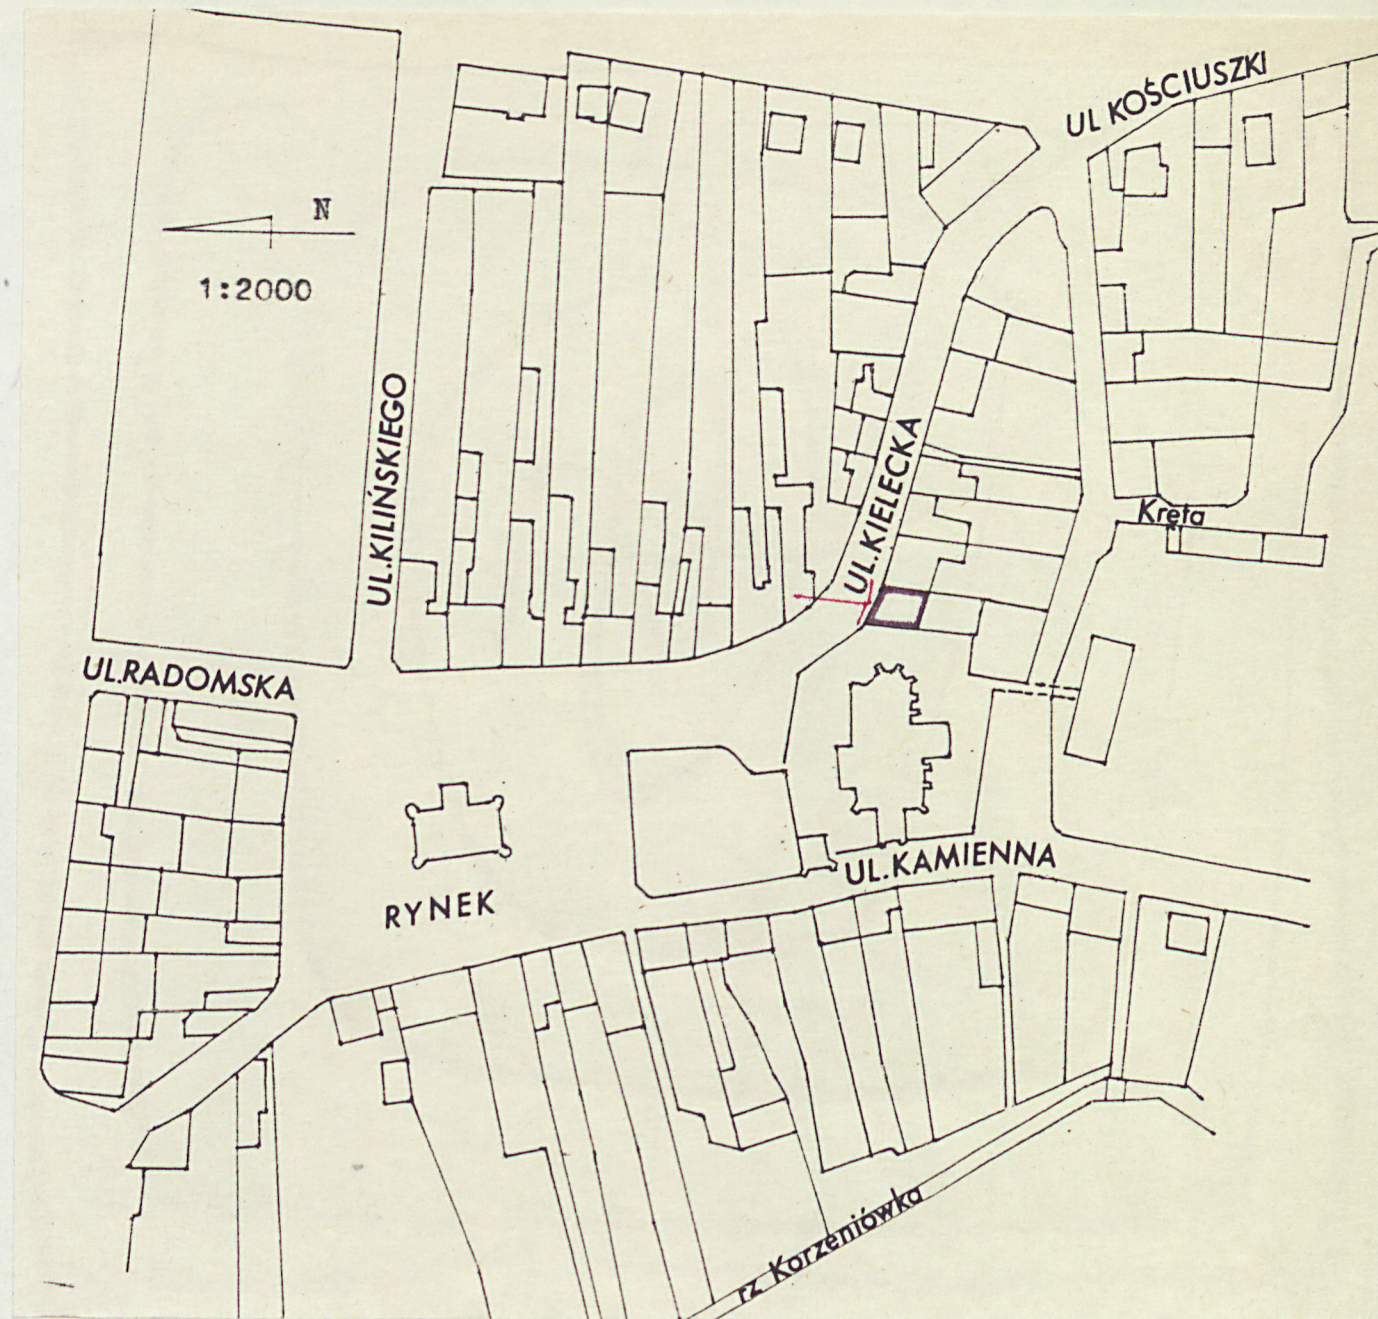 UL KOŚCIUSZKI
N
1:2000
UL.KILIŃSKIEGO
UL.KIELECKA
Kręta
UL.RADOMSKA
UL.KAMIENNA
RYNEK
rz. Korzeniówka